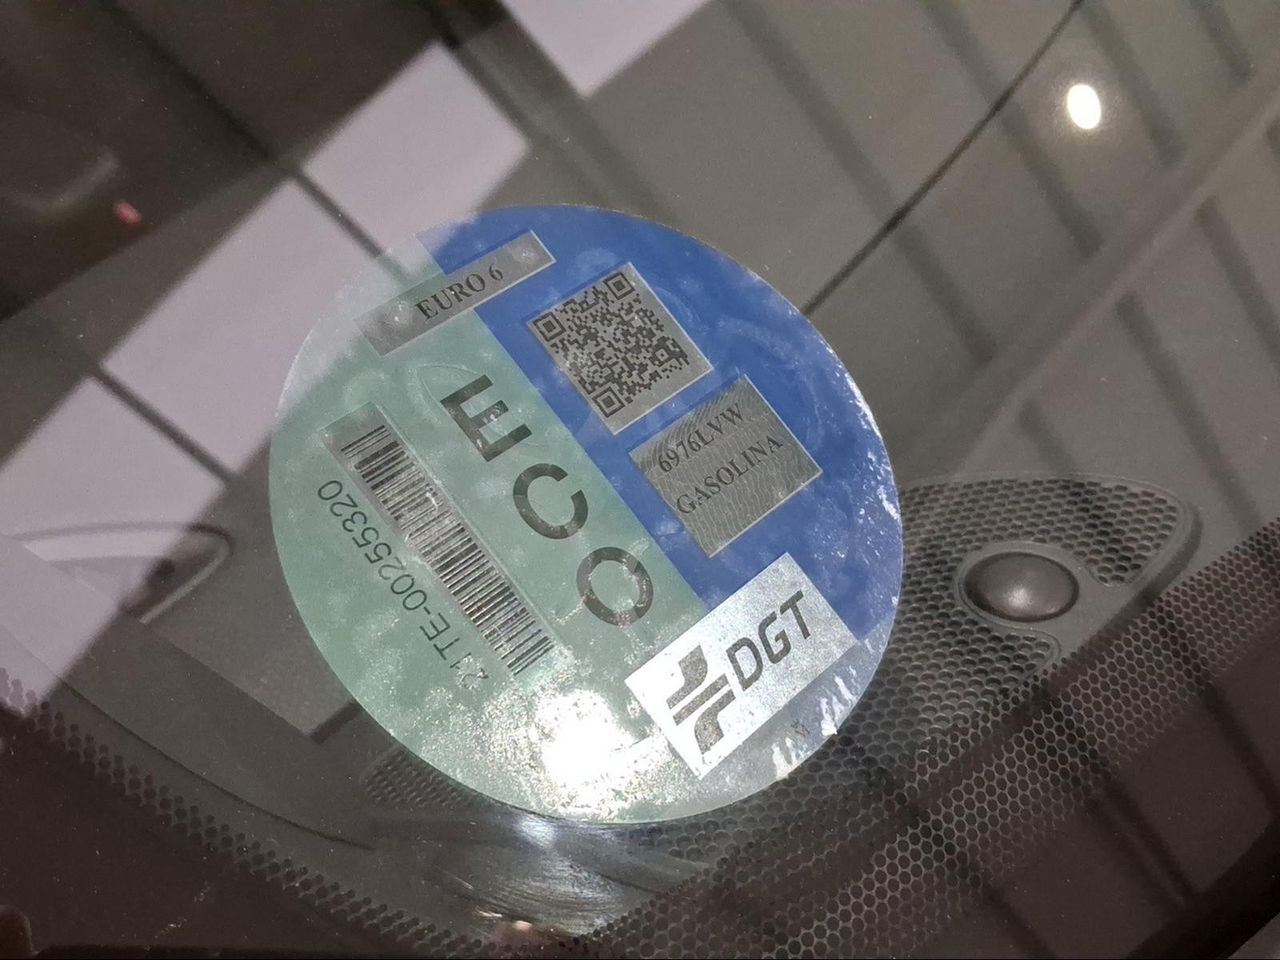 EURO 6
6976LVW
GASOLINA
ECO
21TE-00255320
DGT